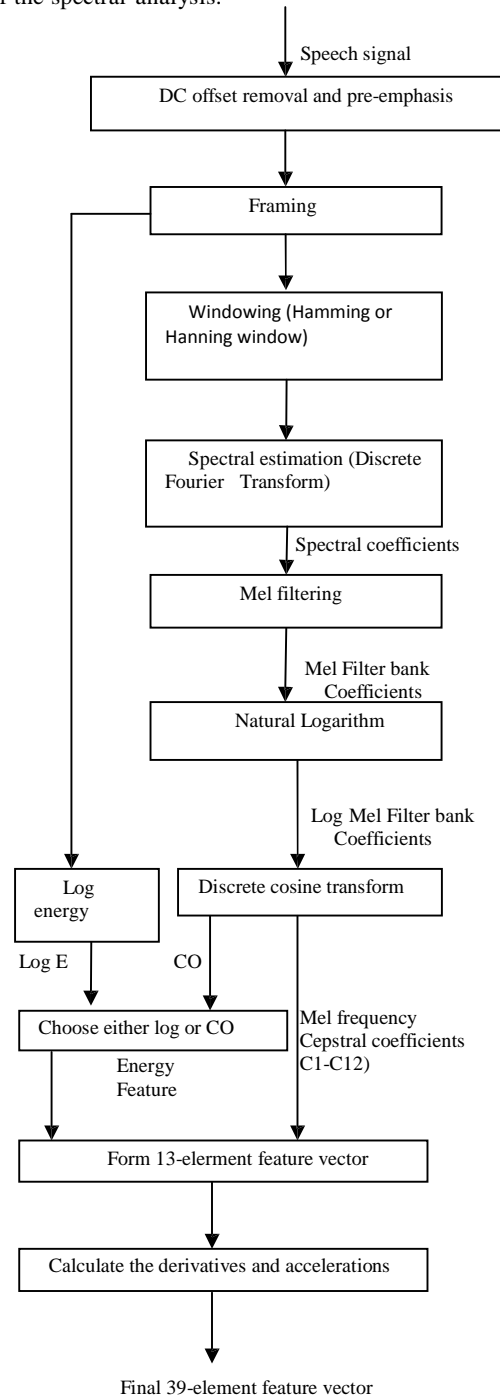 the spectral analysis.
Speech signal
DC offset removal and pre-emphasis
Framing
Windowing (Hamming or
Hanning window)
Spectral estimation (Discrete
Fourier Transform)
Spectral coefficients
Mel filtering
Mel Filter bank
Coefficients
Natural Logarithm
Log Mel Filter bank
Coefficients
Log
energy
Discrete cosine transform
Log E
CO
Choose either log or CO
Mel frequency
Cepstral coefficients
C1-C12)
Energy
Feature
Form 13-elerment feature vector
Calculate the derivatives and accelerations
Final 39-element feature vector